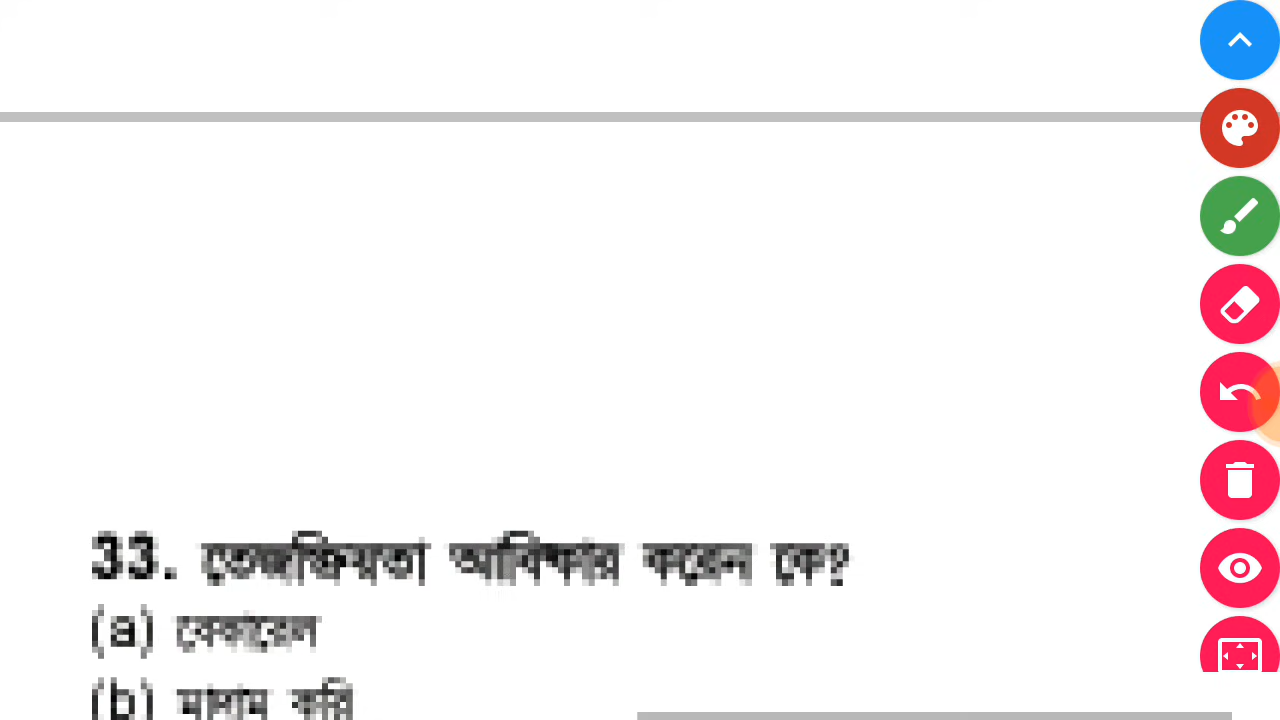 33. তেজস্ক্রিয়তা আবিষ্কার করেন কে?
(a) বেকারেল
(b) মাদাম কুরি